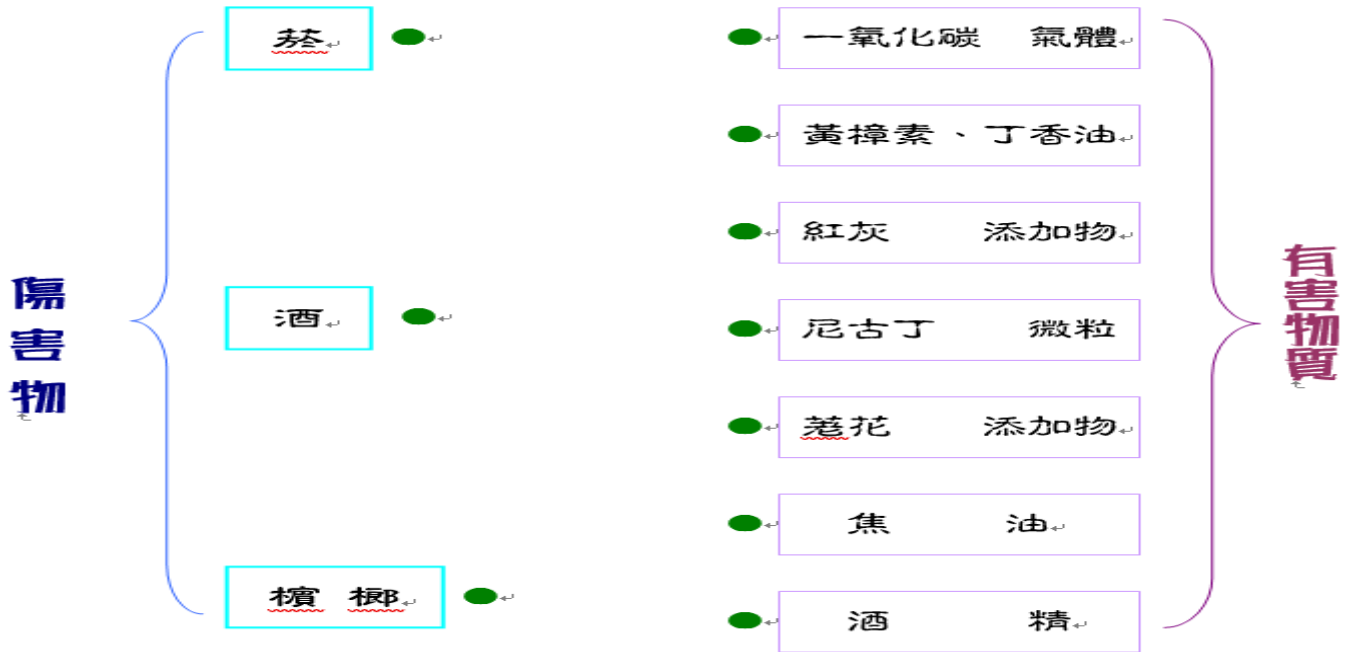 傷害物
菸
酒
檳 榔
一氧化碳 氣體
黃樟素、丁香油
紅灰 添加物
尼古丁 微粒
荖花 添加物
焦 油
酒 精
有害物質